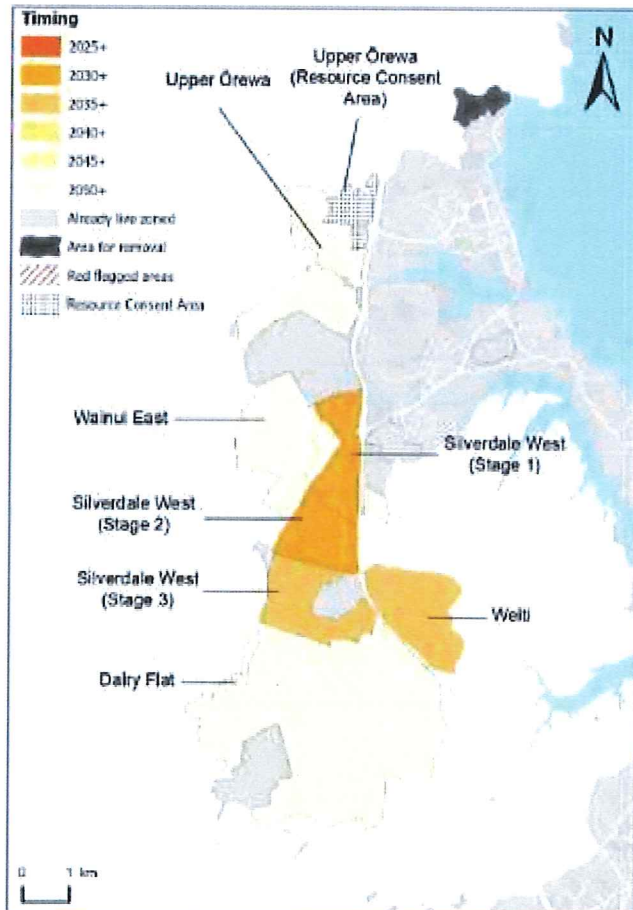 Timing
2025+
2030+
2035+
2040+
2045+
2050+
Already live zoned
Area for removal
Red flagged areas
Resource Consent Area
Upper Ōrewa
(Resource Consent
Area)
Upper Ōrewa
N
Wainui East
Silverdale West
(Stage 1)
Silverdale West
(Stage 2)
Silverdale West
(Stage 3)
Weiti
Dairy Flat
0 1 km